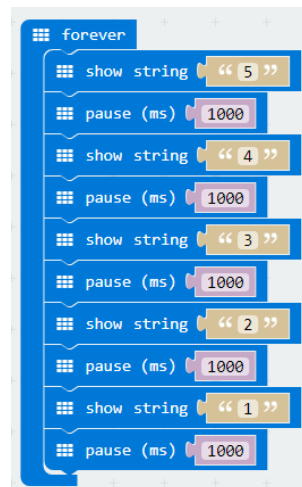 forever
show string “ 5 ”
pause (ms) 1000
show string “ 4 ”
pause (ms) 1000
show string “ 3 ”
pause (ms) 1000
show string “ 2 ”
pause (ms) 1000
show string “ 1 ”
pause (ms) 1000